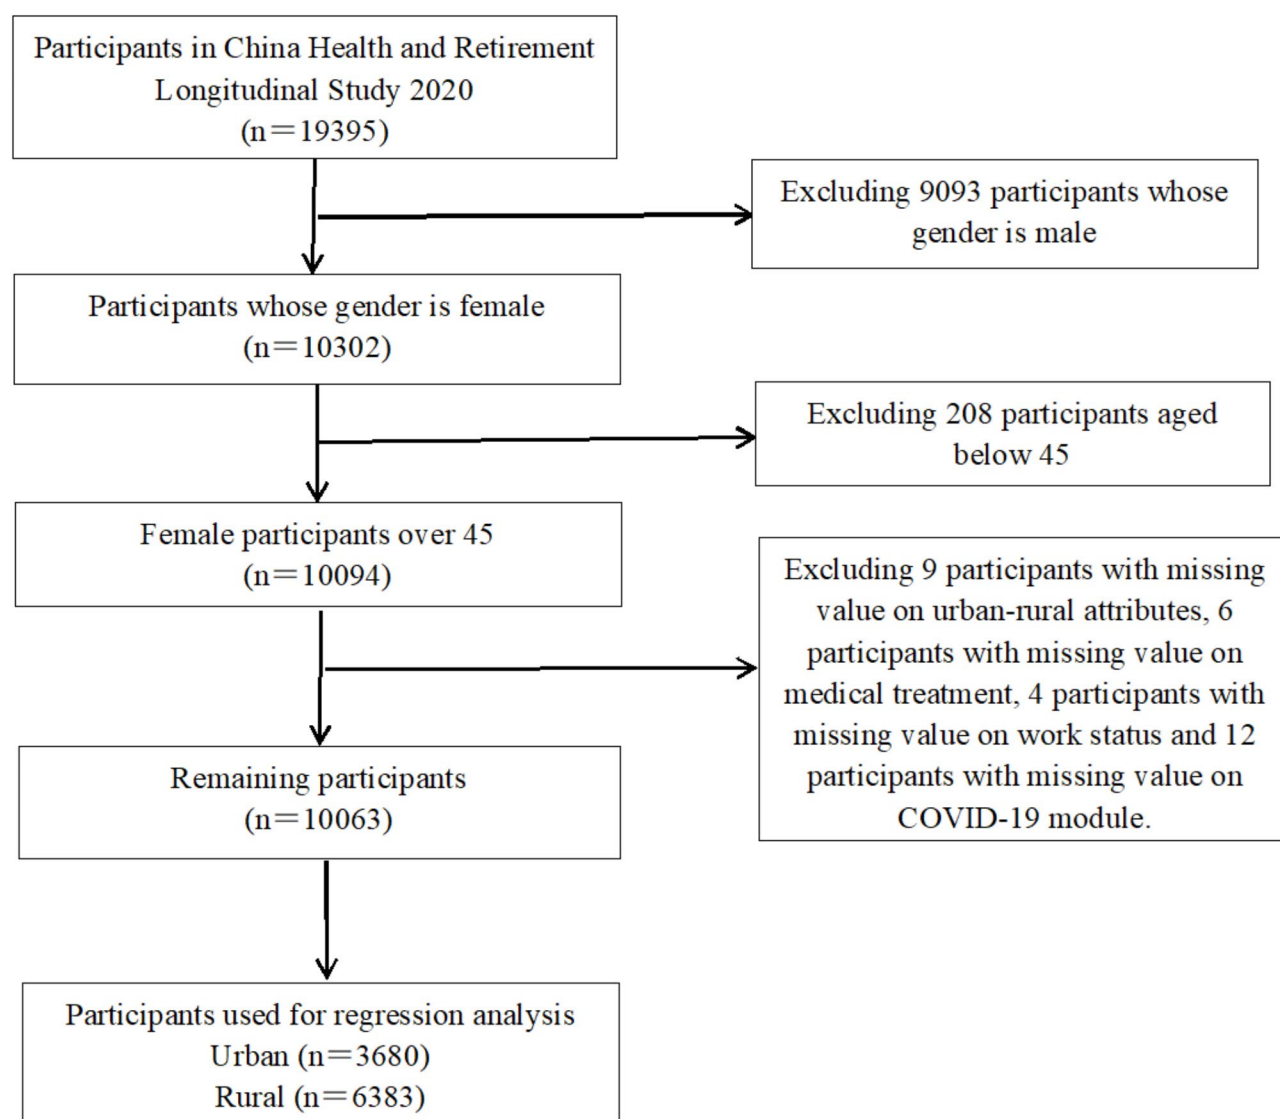 Participants in China Health and Retirement
Longitudinal Study 2020
(n＝19395)
Excluding 9093 participants whose
gender is male
Participants whose gender is female
(n＝10302)
Excluding 208 participants aged
below 45
Female participants over 45
(n＝10094)
Excluding 9 participants with missing
value on urban-rural attributes, 6
participants with missing value on
medical treatment, 4 participants with
missing value on work status and 12
participants with missing value on
COVID-19 module.
Remaining participants
(n＝10063)
Participants used for regression analysis
Urban (n＝3680)
Rural (n＝6383)